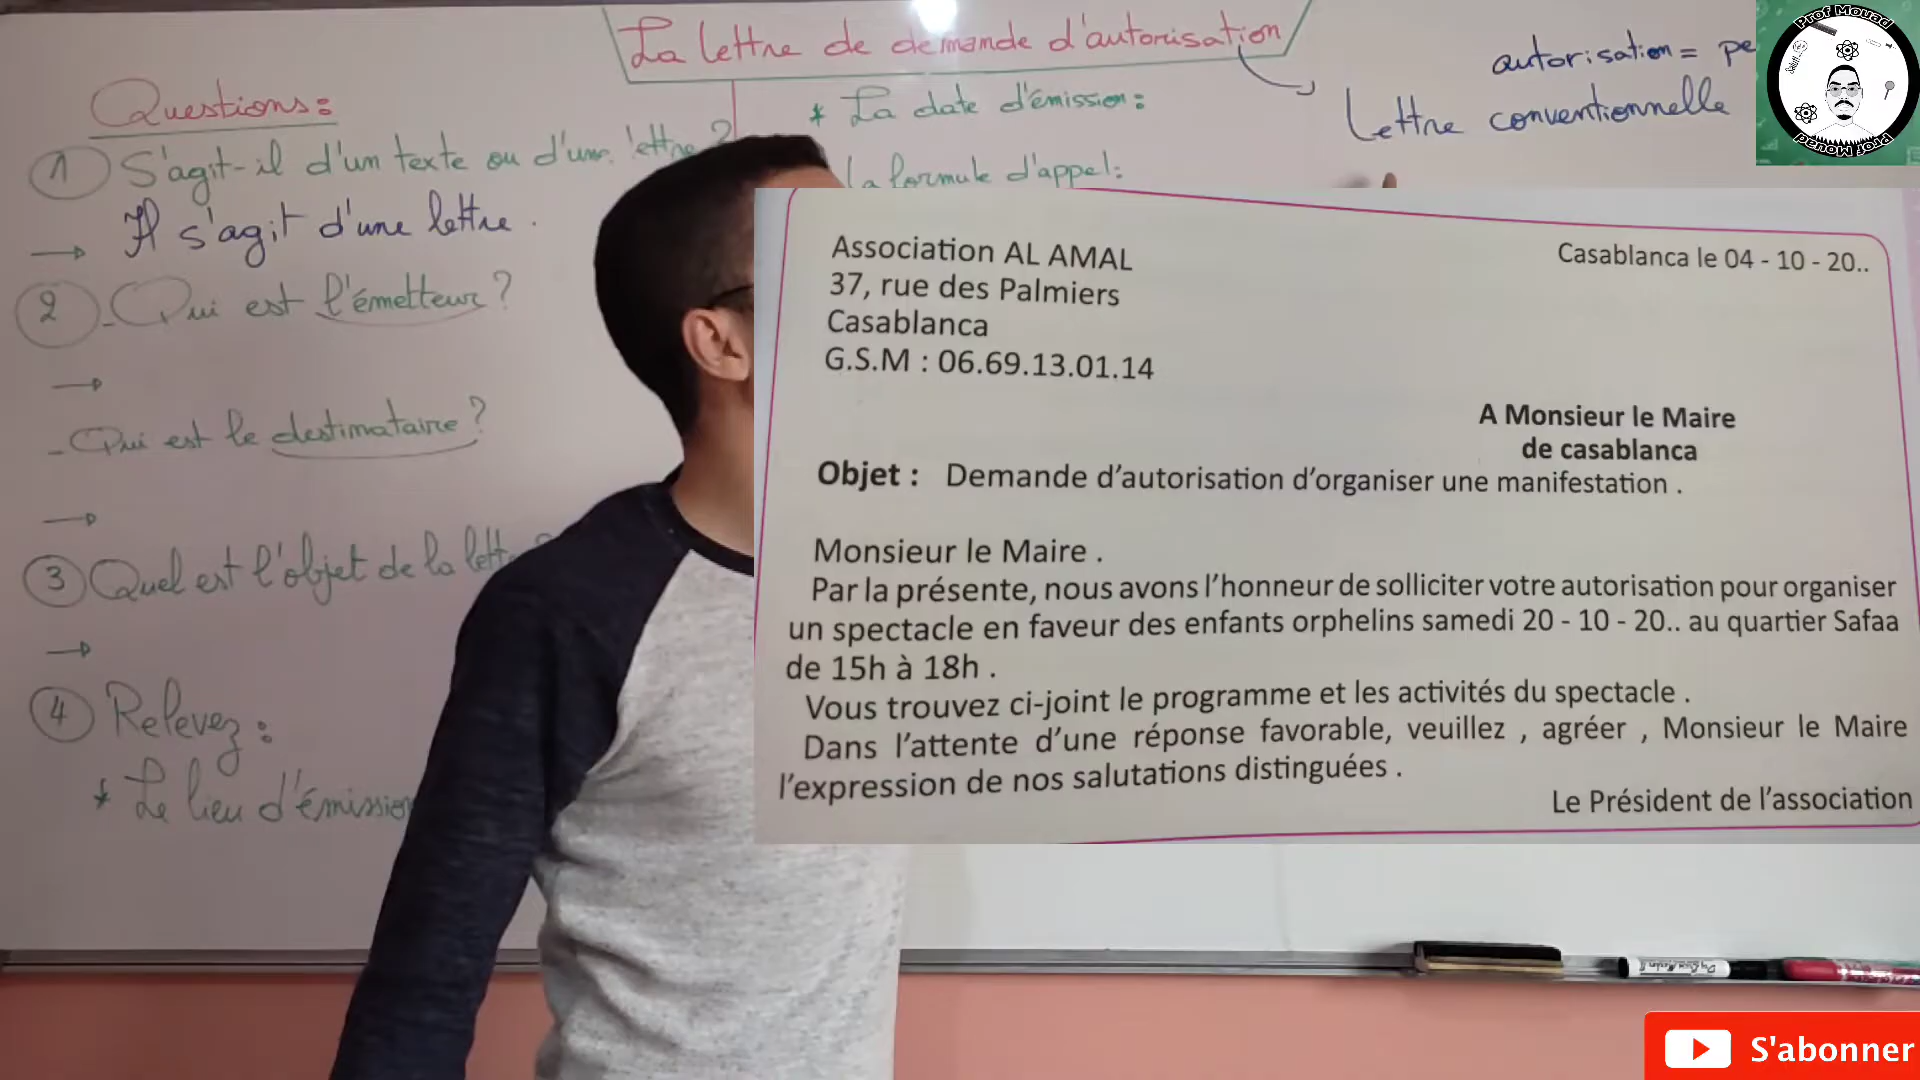 La lettre de demande d'autorisation
autorisation =
Lettre conventionnelle
Prof Mouad
Prof Mouad
Questions:
1 S'agit-il d'un texte ou d'une lettre ?
→ Il s'agit d'une lettre.
2 - Qui est l'émetteur ?
→
- Qui est le destinataire ?
→
3 Quel est l'objet de la
→
4 Relevez :
* Le lieu d'émission
* La date d'émission :
la formule d'appel :
Association AL AMAL
37, rue des Palmiers
Casablanca
G.S.M : 06.69.13.01.14
Casablanca le 04 - 10 - 20..
A Monsieur le Maire
de casablanca
Objet : Demande d'autorisation d'organiser une manifestation .
Monsieur le Maire .
Par la présente, nous avons l'honneur de solliciter votre autorisation pour organiser
un spectacle en faveur des enfants orphelins samedi 20 - 10 - 20.. au quartier Safaa
de 15h à 18h .
Vous trouvez ci-joint le programme et les activités du spectacle .
Dans l'attente d'une réponse favorable, veuillez , agréer , Monsieur le Maire
l'expression de nos salutations distinguées .
Le Président de l'association
S'abonner